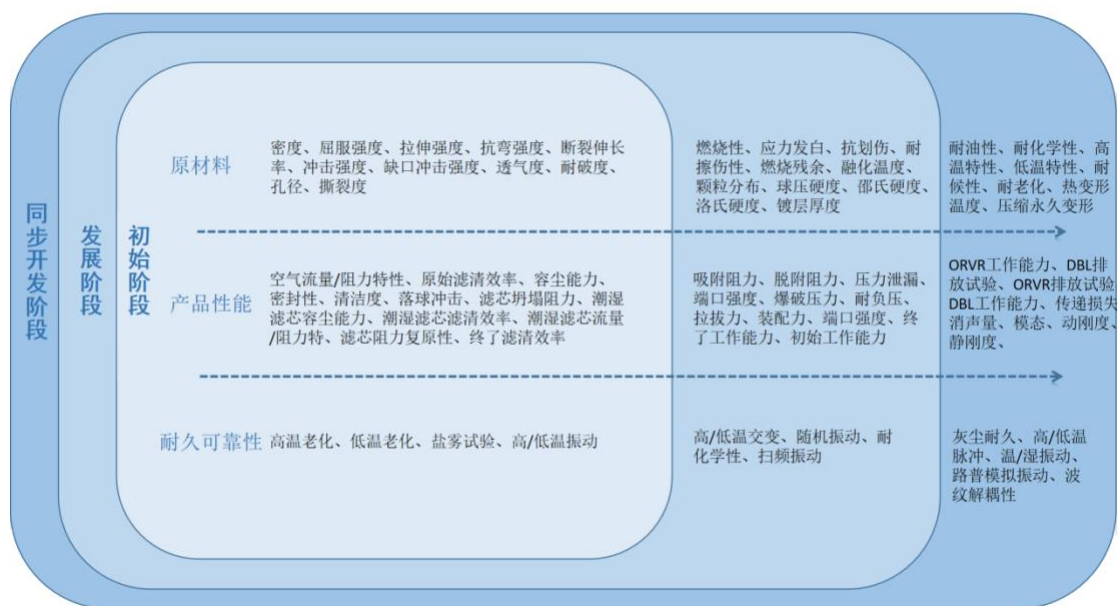 同步开发阶段
发展阶段
初始阶段
原材料
密度、屈服强度、拉伸强度、抗弯强度、断裂伸长
率、冲击强度、缺口冲击强度、透气度、耐破度、
孔径、撕裂度
燃烧性、应力发白、抗划伤、耐
擦伤性、燃烧残余、融化温度、
颗粒分布、球压硬度、邵氏硬度、
洛氏硬度、镀层厚度
耐油性、耐化学性、高
温特性、低温特性、耐
候性、耐老化、热变形
温度、压缩永久变形
产品性能
空气流量/阻力特性、原始滤清效率、容尘能力、
密封性、清洁度、落球冲击、滤芯坍塌阻力、潮湿
滤芯容尘能力、潮湿滤芯滤清效率、潮湿滤芯流量
/阻力特、滤芯阻力复原性、终了滤清效率
吸附阻力、脱附阻力、压力泄漏、
端口强度、爆破压力、耐负压、
拉拔力、装配力、端口强度、终
了工作能力、初始工作能力
ORVR工作能力、DBL排
放试验、ORVR排放试验
DBL工作能力、传递损失
消声量、模态、动刚度、
静刚度、
耐久可靠性
高温老化、低温老化、盐雾试验、高/低温振动
高/低温交变、随机振动、耐
化学性、扫频振动
灰尘耐久、高/低温
脉冲、温/湿振动、
路普模拟振动、波
纹解耦性